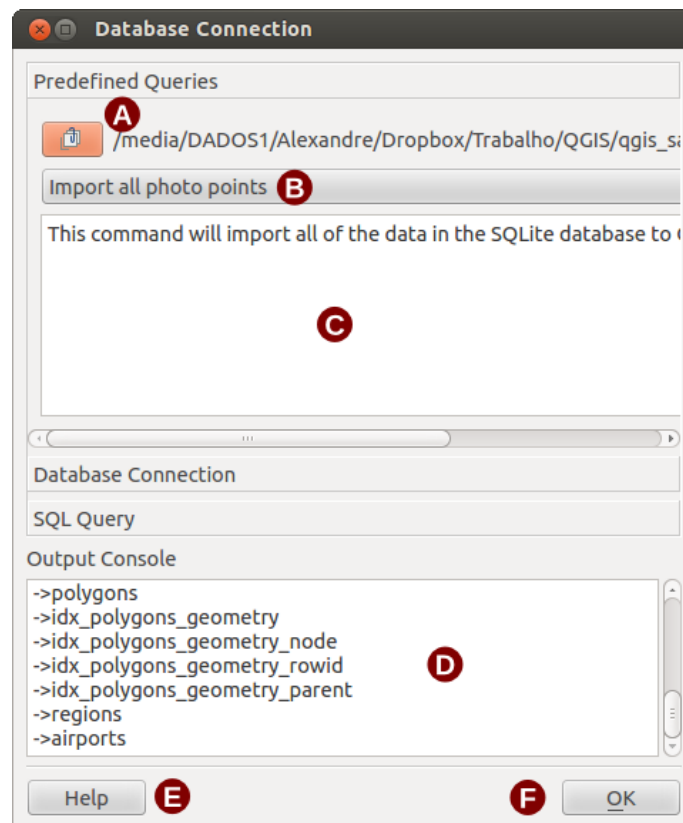 Database Connection
Predefined Queries
A
/media/DADOS1/Alexandre/Dropbox/Trabalho/QGIS/qgis_sa
Import all photo points B
This command will import all of the data in the SQLite database to
C
Database Connection
SQL Query
Output Console
->polygons
->idx_polygons_geometry
->idx_polygons_geometry_node
->idx_polygons_geometry_rowid
D
->idx_polygons_geometry_parent
->regions
->airports
Help E F OK